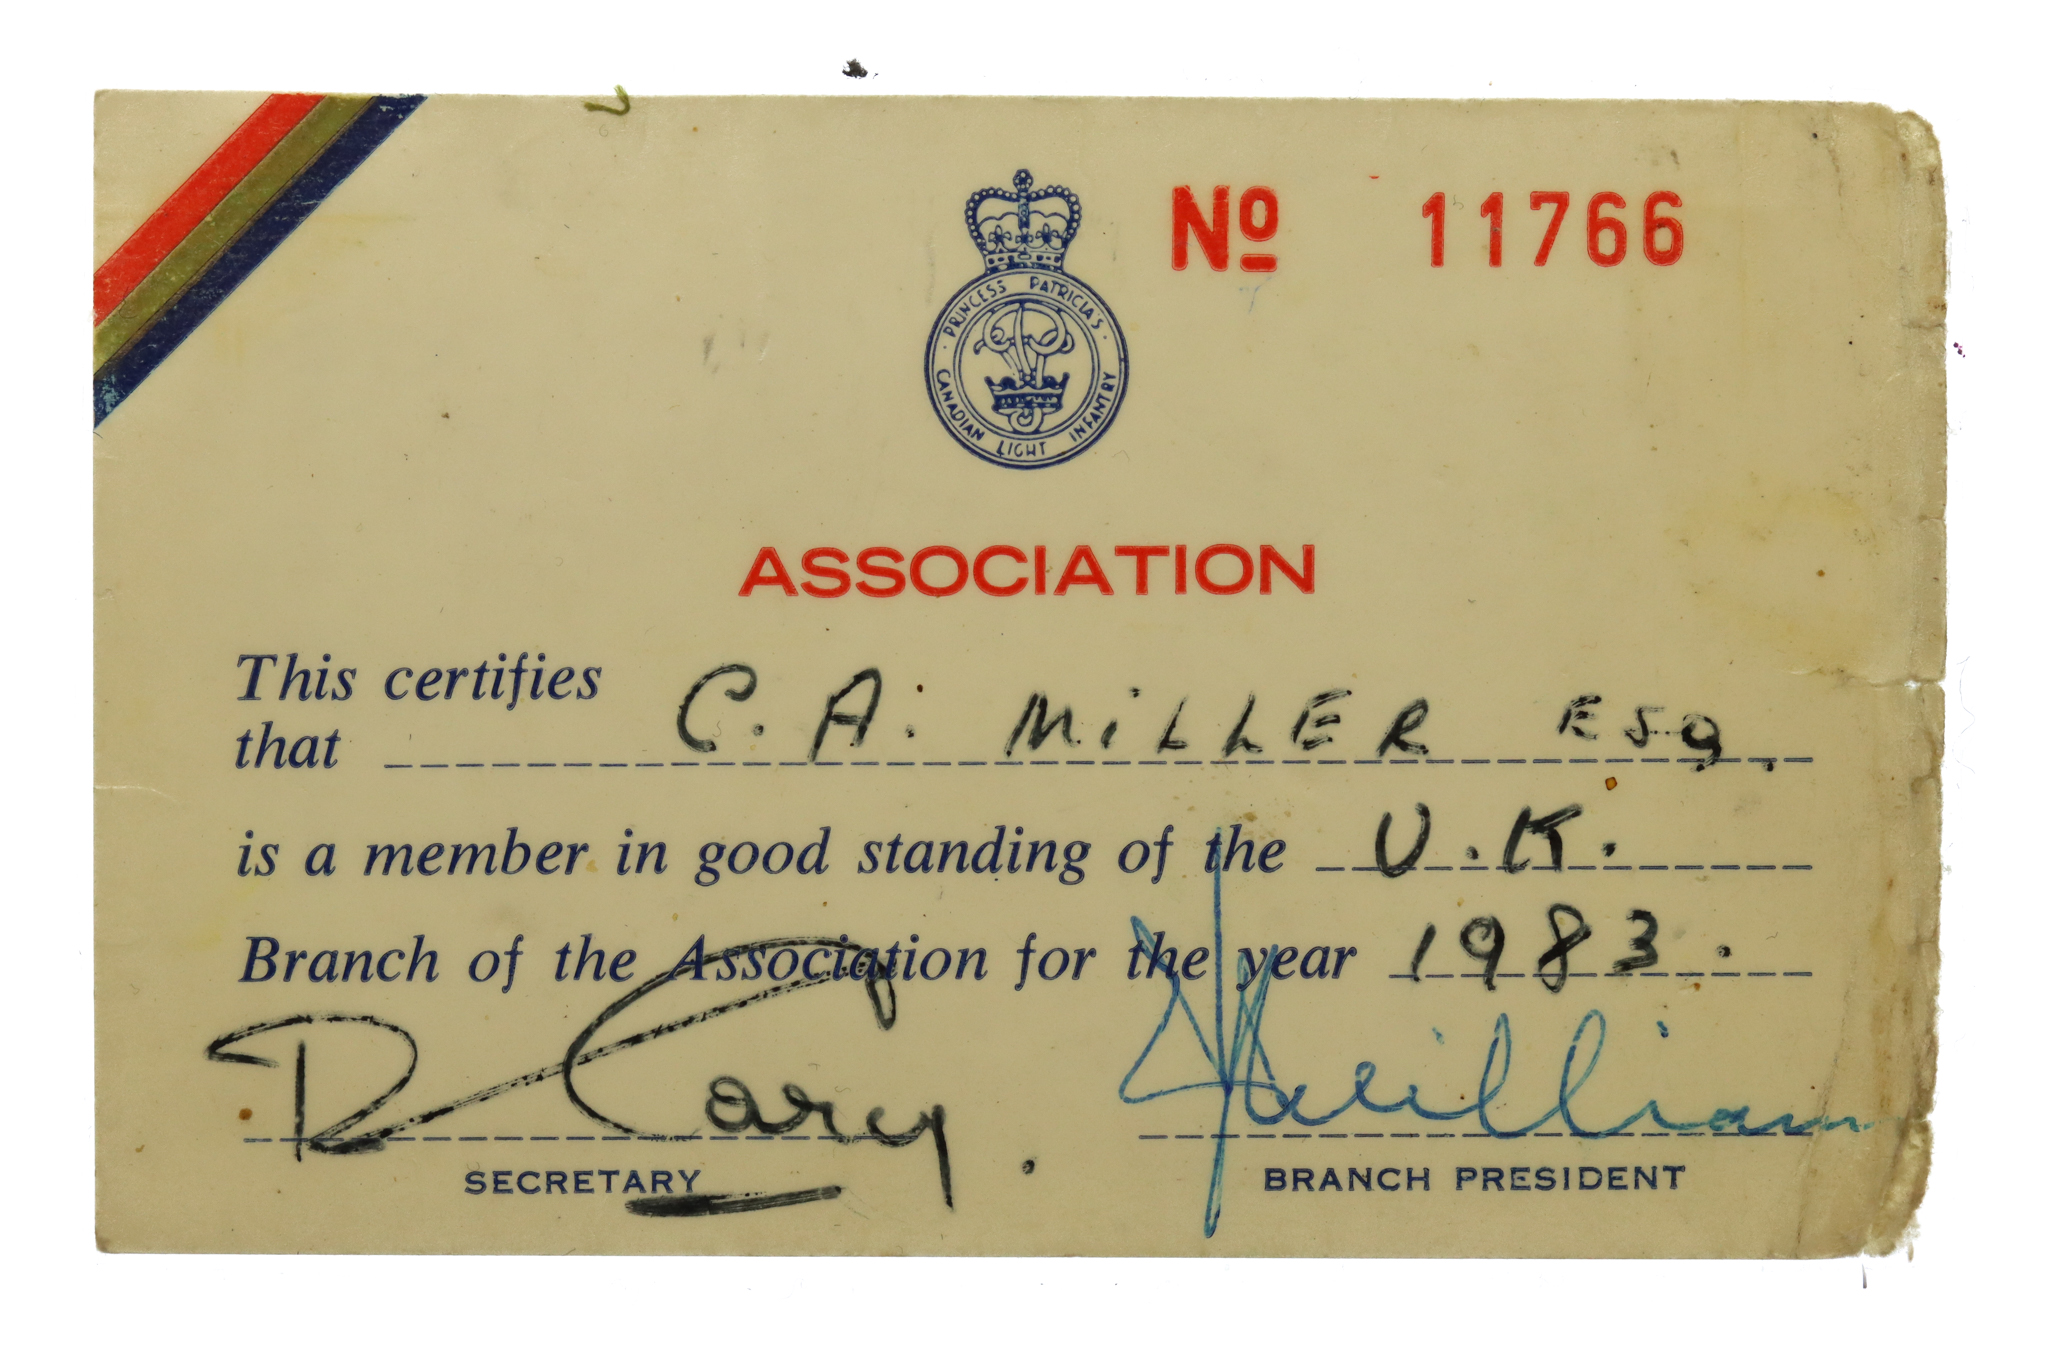 No 11766
PRINCESS PATRICIA'S
CANADIAN LIGHT INFANTRY
ASSOCIATION
This certifies
that C. A. MiLLER ESQ.
is a member in good standing of the U.K.
Branch of the Association for the year 1983.
D Cary.
SECRETARY
BRANCH PRESIDENT